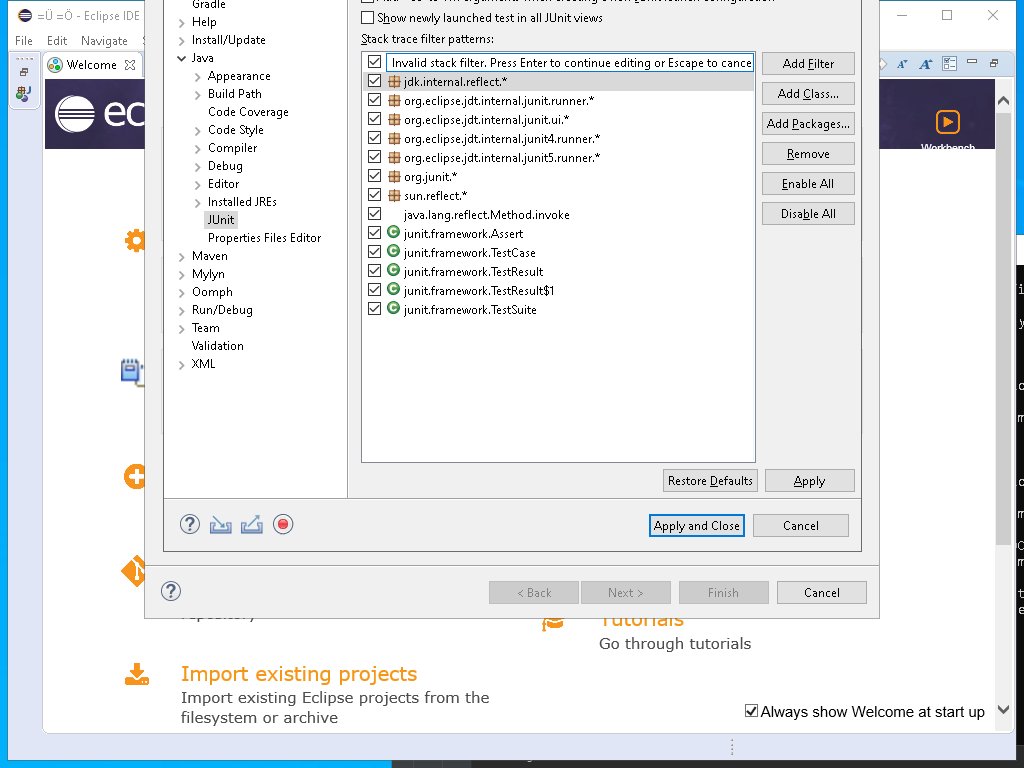 =Ü =Ö - Eclipse IDE
File Edit Navigate
Welcome
Workbench
Gradle
Help
Install/Update
Java
Appearance
Build Path
Code Coverage
Code Style
Compiler
Debug
Editor
Installed JREs
JUnit
Properties Files Editor
Maven
Mylyn
Oomph
Run/Debug
Team
Validation
XML
Show newly launched test in all JUnit views
Stack trace filter patterns:
Invalid stack filter. Press Enter to continue editing or Escape to cance
jdk.internal.reflect.*
org.eclipse.jdt.internal.junit.runner.*
org.eclipse.jdt.internal.junit.ui.*
org.eclipse.jdt.internal.junit4.runner.*
org.eclipse.jdt.internal.junit5.runner.*
org.junit.*
sun.reflect.*
java.lang.reflect.Method.invoke
junit.framework.Assert
junit.framework.TestCase
junit.framework.TestResult
junit.framework.TestResult$1
junit.framework.TestSuite
Add Filter
Add Class...
Add Packages...
Remove
Enable All
Disable All
Restore Defaults Apply
Apply and Close Cancel
< Back Next > Finish Cancel
Tutorials
Go through tutorials
Import existing projects
Import existing Eclipse projects from the
filesystem or archive
Always show Welcome at start up